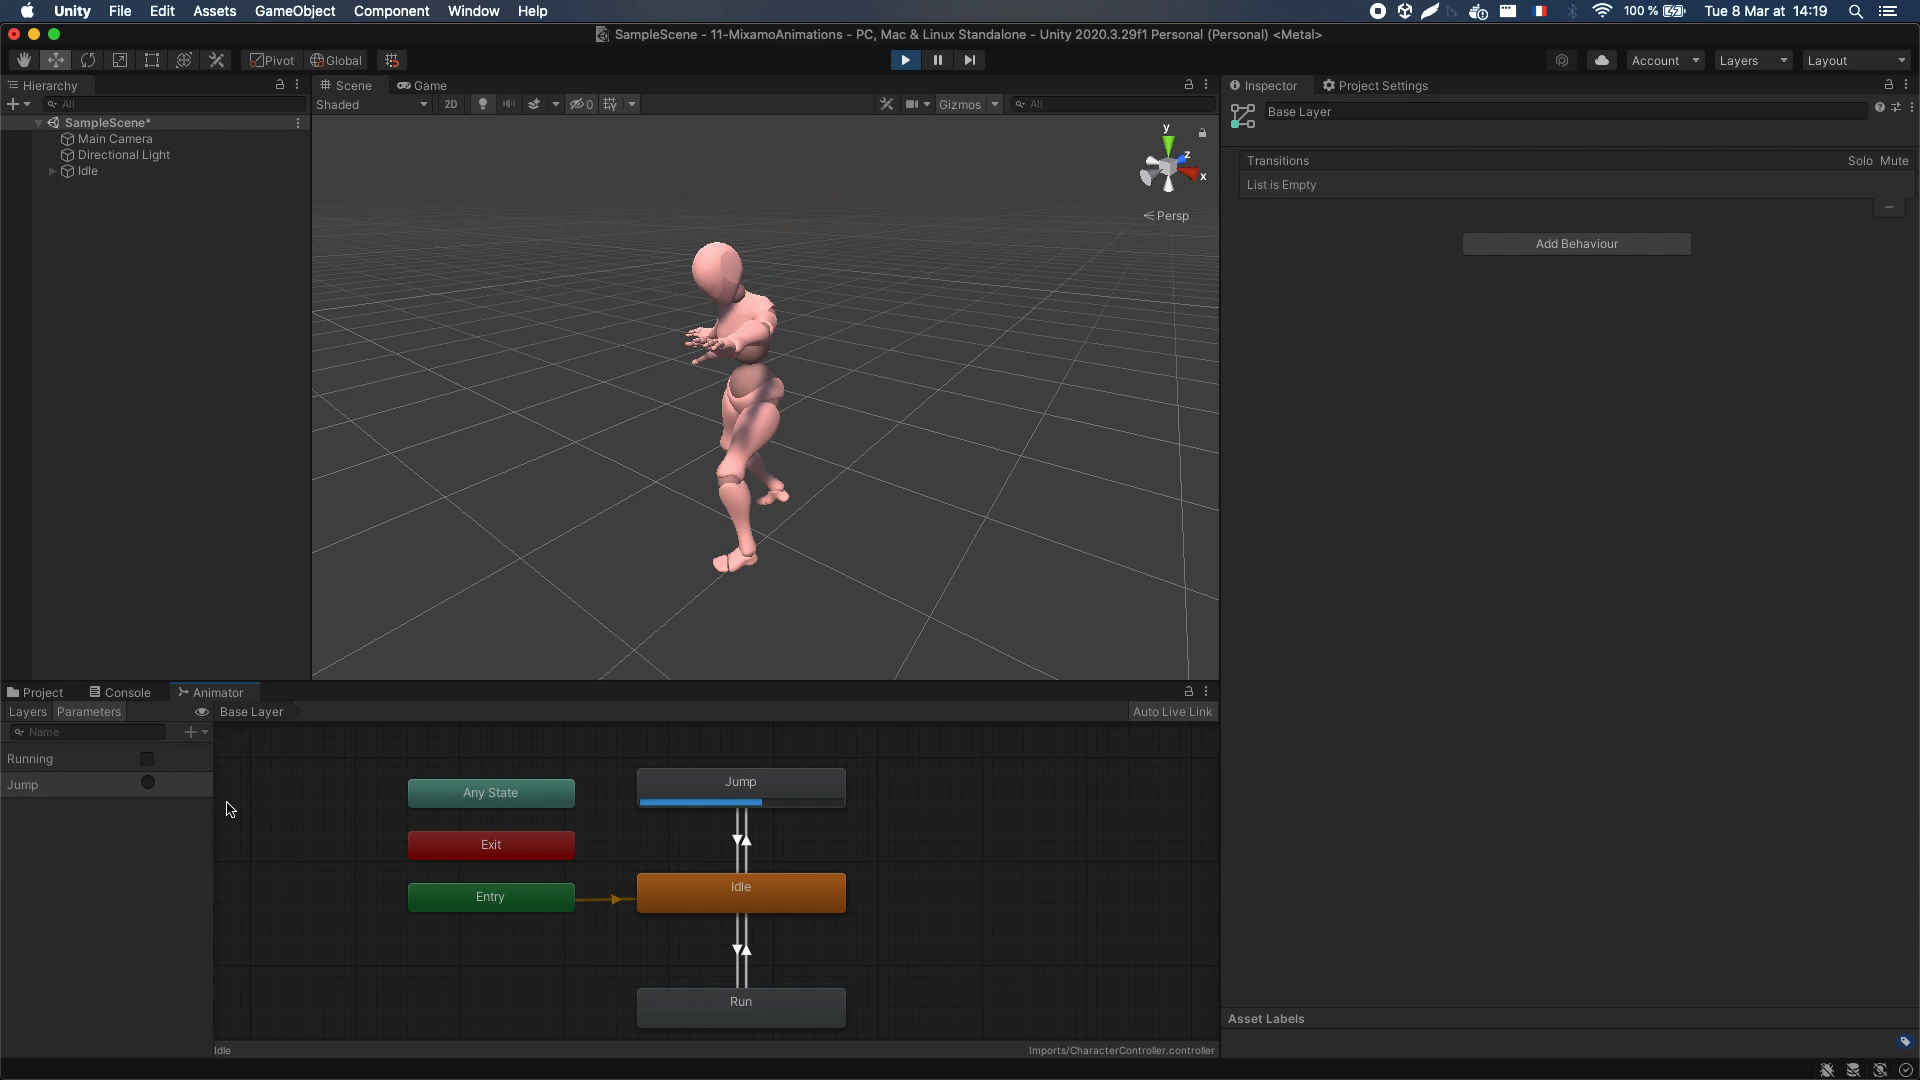 Unity File Edit Assets GameObject Component Window Help 100 % Tue 8 Mar at 14:19
SampleScene - 11-MixamoAnimations - PC, Mac & Linux Standalone - Unity 2020.3.29f1 Personal (Personal) <Metal>
Pivot Global Account Layers Layout
Hierarchy Scene Game Inspector Project Settings
All Shaded 2D 0 Gizmos All
Base Layer
SampleScene*
Main Camera
Directional Light
Idle
y
z
x
Persp
Transitions Solo Mute
List is Empty
Add Behaviour
Project Console Animator
Layers Parameters Base Layer Auto Live Link
Name
Running
Jump
Any State
Exit
Entry
Jump
Idle
Run
Idle Imports/CharacterController.controller
Asset Labels